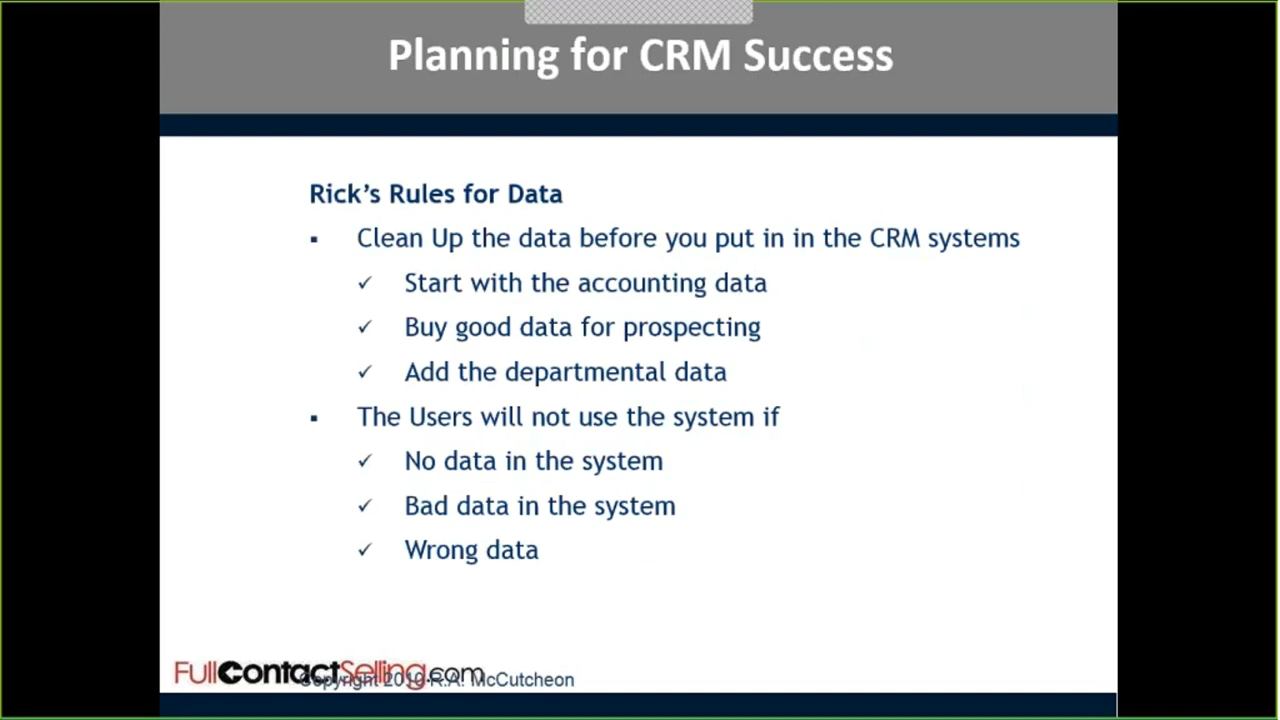 Planning for CRM Success
Rick's Rules for Data
▪ Clean Up the data before you put in in the CRM systems
✓ Start with the accounting data
✓ Buy good data for prospecting
✓ Add the departmental data
▪ The Users will not use the system if
✓ No data in the system
✓ Bad data in the system
✓ Wrong data
FullContactSelling.com
Copyright 2010 R.A. McCutcheon